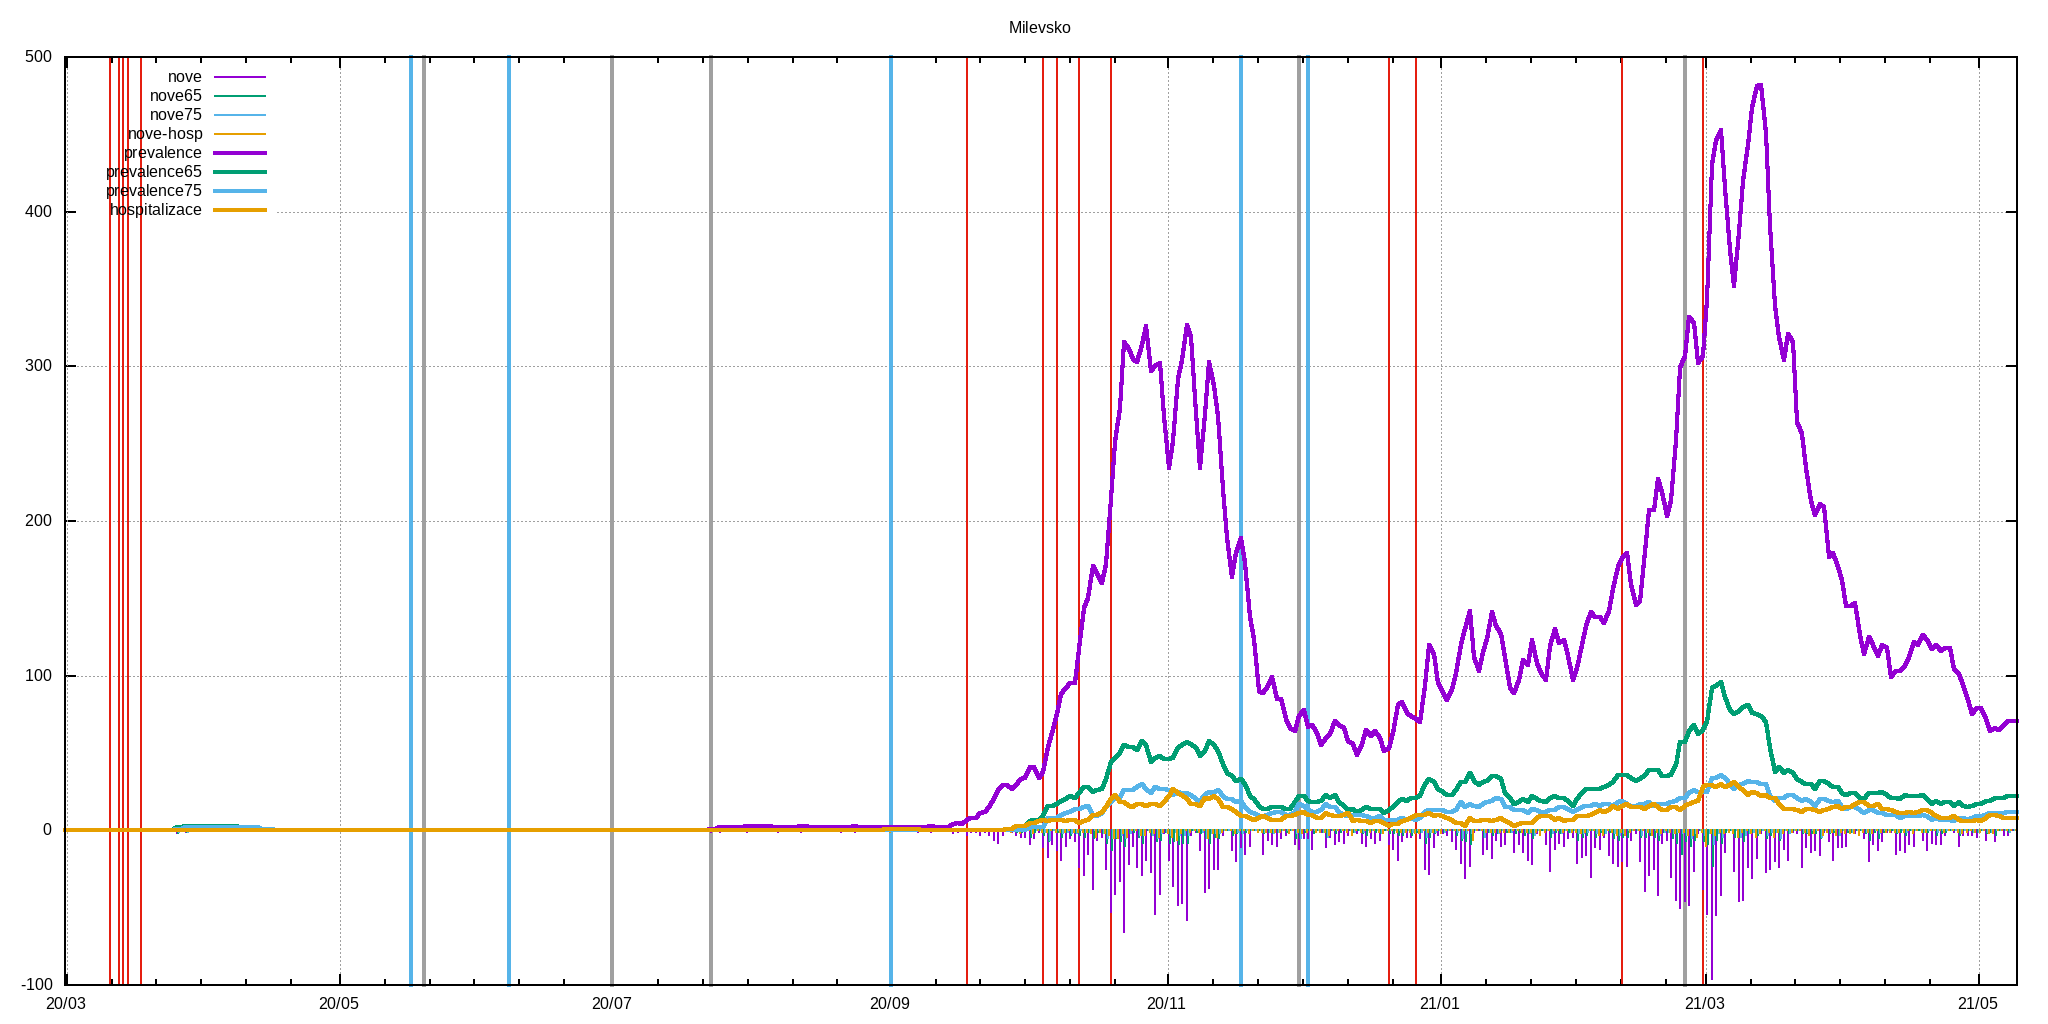 Milevsko
500
400
300
200
100
0
-100
nove
nove65
nove75
nove-hosp
prevalence
prevalence65
prevalence75
hospitalizace
20/03 20/05 20/07 20/09 20/11 21/01 21/03 21/05